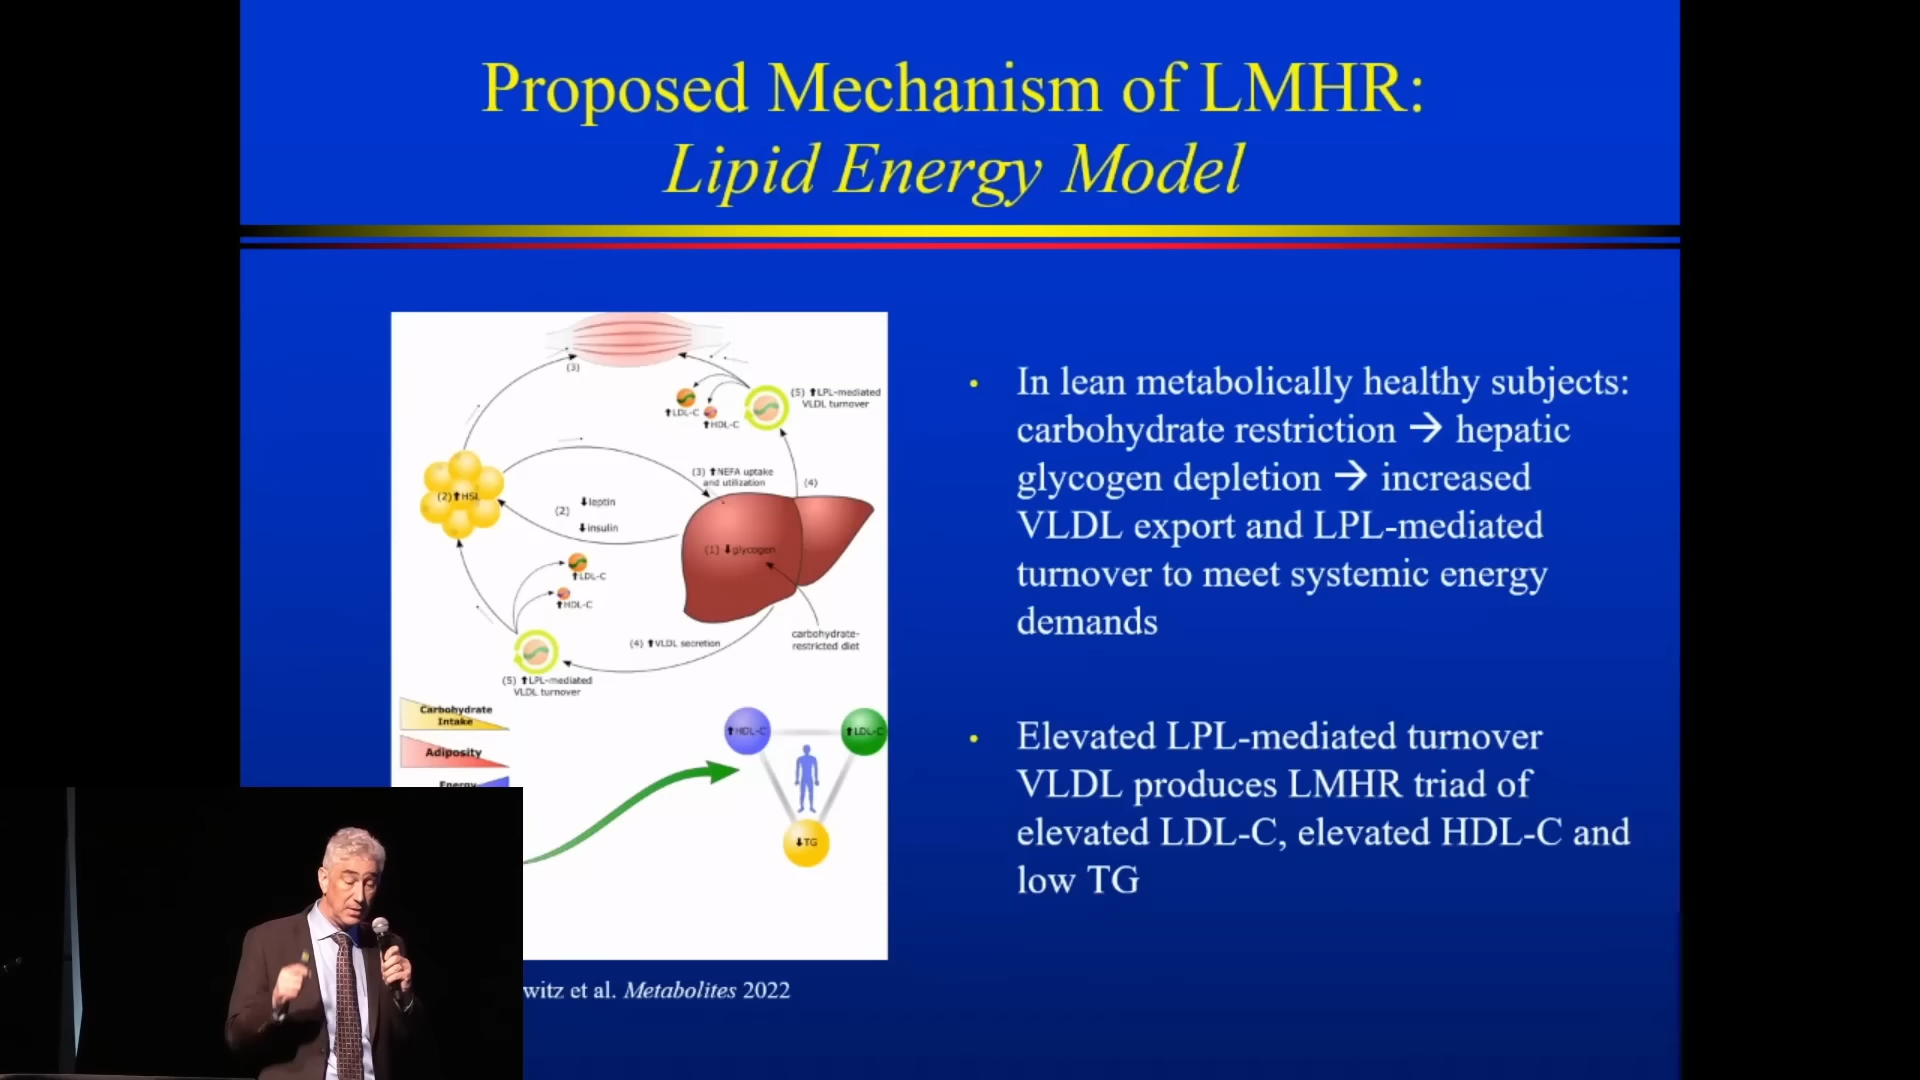 Proposed Mechanism of LMHR:
Lipid Energy Model
(3)
(5) ⬆LPL-mediated
VLDL turnover
⬆LDL-C
⬆HDL-C
(3) ⬆NEFA uptake
and utilization
(4)
(2)⬆HSL
⬇leptin
(2)
⬇insulin
(1) ⬇glycogen
⬆LDL-C
⬆HDL-C
(4) ⬆VLDL secretion
carbohydrate-
restricted diet
(5) ⬆LPL-mediated
VLDL turnover
Carbohydrate
Intake
Adiposity
Energy
⬆HDL-C
⬆LDL-C
⬇TG
witz et al. Metabolites 2022
• In lean metabolically healthy subjects:
carbohydrate restriction → hepatic
glycogen depletion → increased
VLDL export and LPL-mediated
turnover to meet systemic energy
demands
• Elevated LPL-mediated turnover
VLDL produces LMHR triad of
elevated LDL-C, elevated HDL-C and
low TG